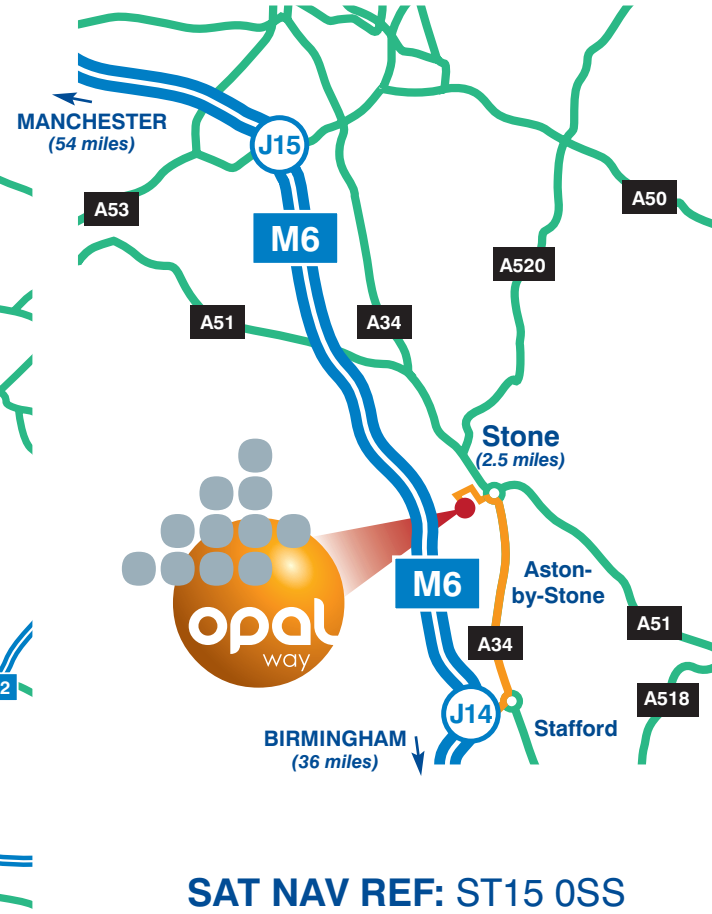 MANCHESTER
(54 miles)
J15
A53
A50
M6
A520
A51
A34
Stone
(2.5 miles)
M6
Aston-
by-Stone
opal
way
A51
A34
2
A518
J14
Stafford
BIRMINGHAM
(36 miles)
SAT NAV REF: ST15 0SS